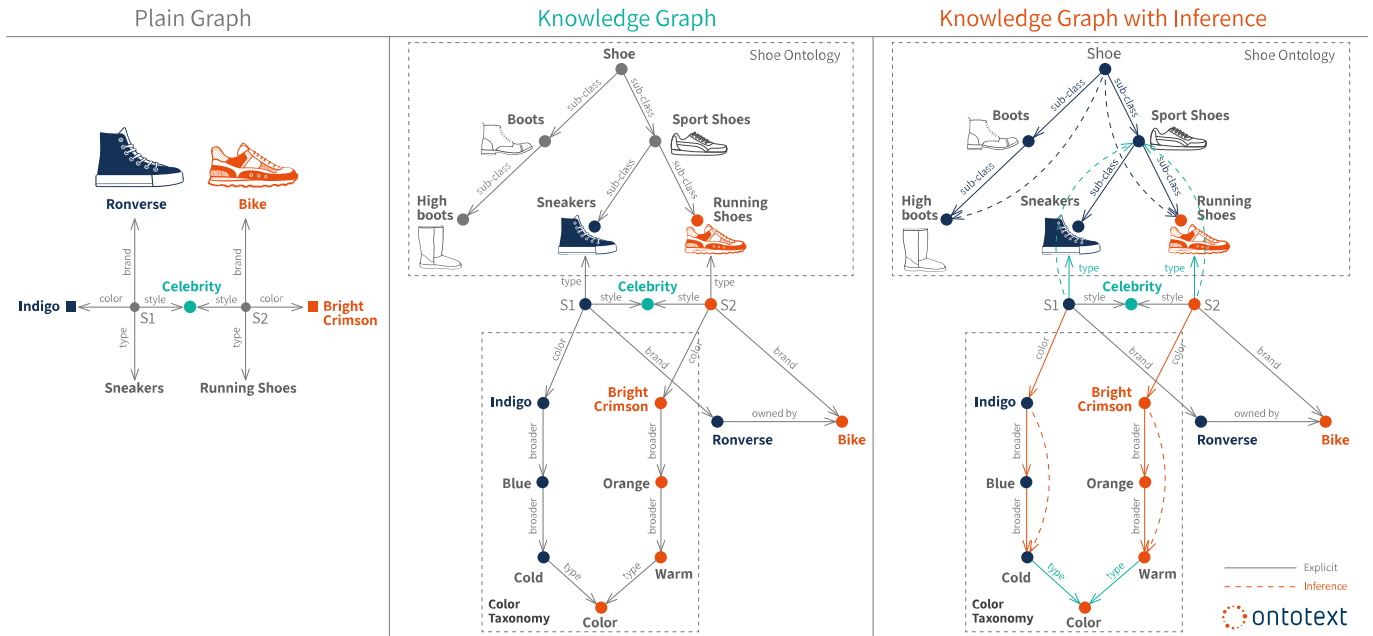 Plain Graph
Ronverse
Bike
brand
brand
Indigo
color
style
Celebrity
style
color
Bright
Crimson
S1
S2
type
type
Sneakers
Running Shoes
Knowledge Graph
Shoe
Shoe Ontology
sub-class
sub-class
Boots
Sport Shoes
sub-class
sub-class
sub-class
High
boots
Sneakers
Running
Shoes
type
type
Celebrity
S1
style
style
S2
color
brand
color
brand
Indigo
Bright
Crimson
owned by
Ronverse
Bike
broader
broader
Blue
Orange
broader
broader
Cold
type
type
Warm
Color
Taxonomy
Color
Knowledge Graph with Inference
Shoe
Shoe Ontology
sub-class
sub-class
Boots
Sport Shoes
sub-class
sub-class
sub-class
High
boots
Sneakers
Running
Shoes
type
type
Celebrity
S1
style
style
S2
color
brand
color
brand
Indigo
Bright
Crimson
owned by
Ronverse
Bike
broader
broader
Blue
Orange
broader
broader
Cold
type
type
Warm
Color
Taxonomy
Color
Explicit
Inference
ontotext